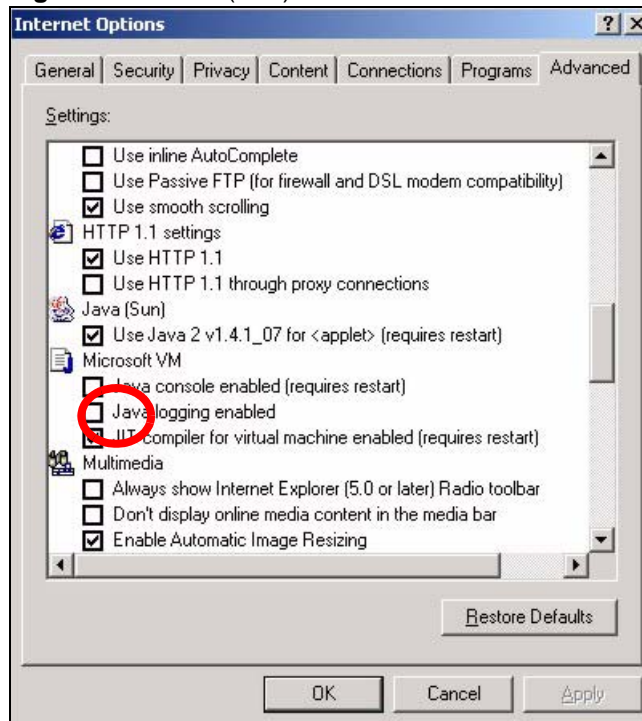 Internet Options
General Security Privacy Content Connections Programs Advanced
Settings:
Use inline AutoComplete
Use Passive FTP (for firewall and DSL modem compatibility)
Use smooth scrolling
HTTP 1.1 settings
Use HTTP 1.1
Use HTTP 1.1 through proxy connections
Java (Sun)
Use Java 2 v1.4.1_07 for <applet> (requires restart)
Microsoft VM
Java console enabled (requires restart)
Java logging enabled
JIT compiler for virtual machine enabled (requires restart)
Multimedia
Always show Internet Explorer (5.0 or later) Radio toolbar
Don't display online media content in the media bar
Enable Automatic Image Resizing
Restore Defaults
OK Cancel Apply